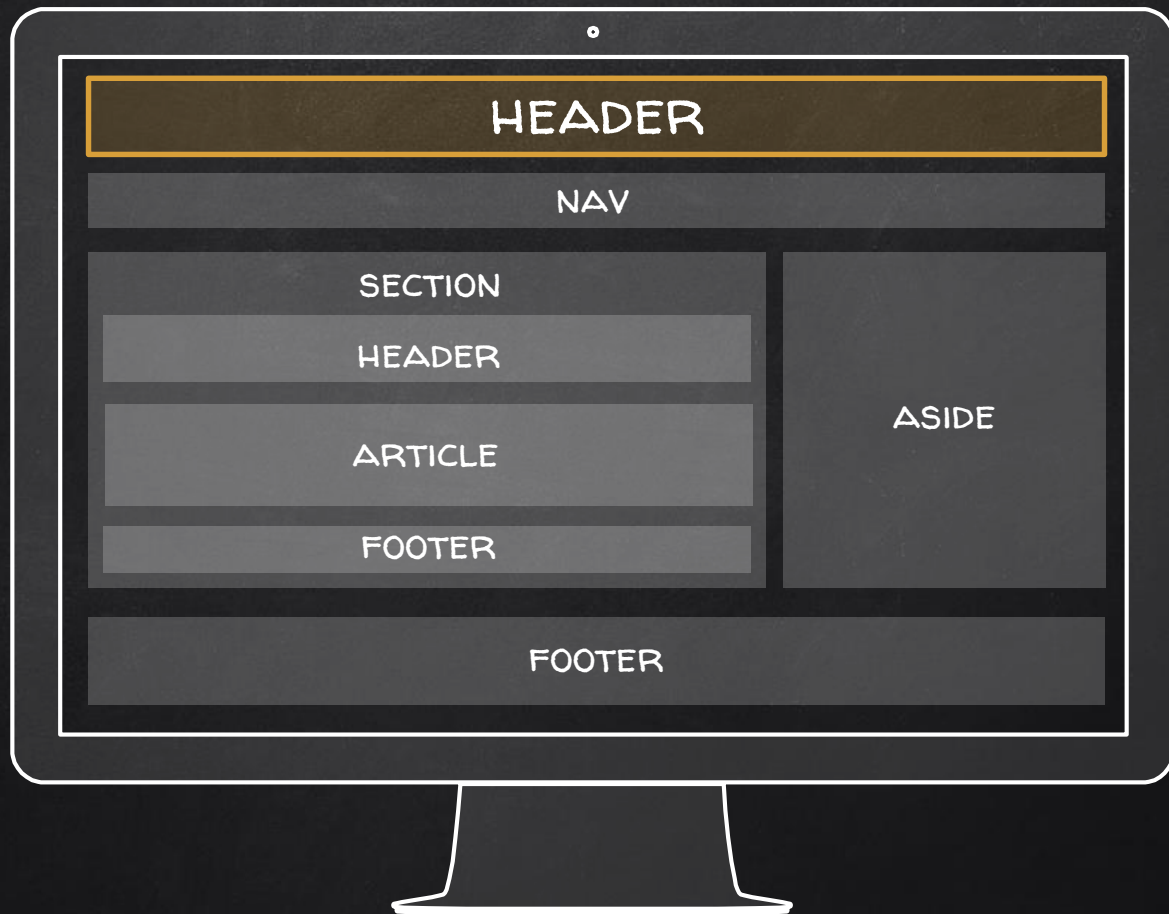 HEADER
NAV
SECTION
HEADER
ARTICLE
FOOTER
ASIDE
FOOTER